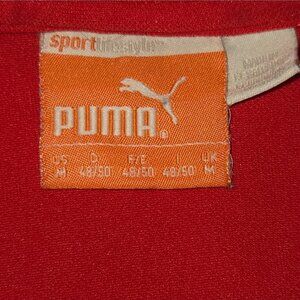 sportlifestyle
PUMA®
US D F/E I UK
M 48/50 48/50 48/50 M